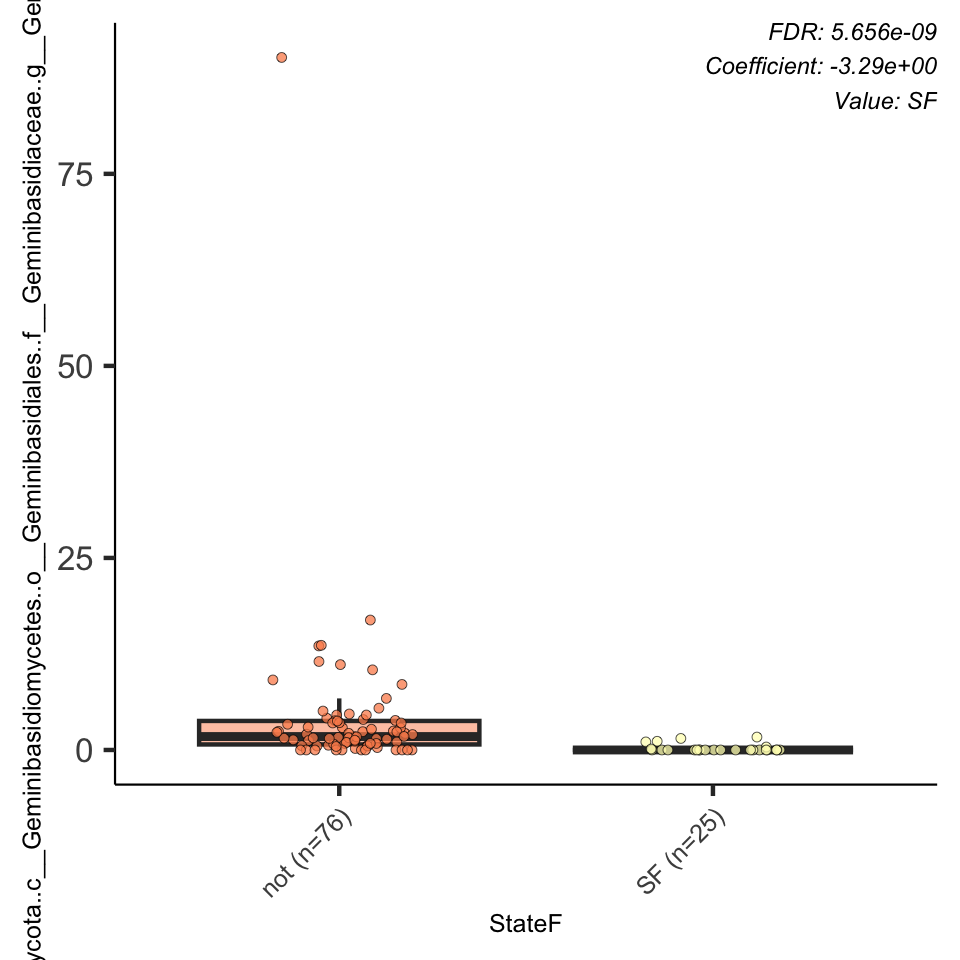 FDR: 5.656e-09
Coefficient: -3.29e+00
Value: SF
ycota..c__Geminibasidiomycetes..o__Geminibasidiales..f__Geminibasidiaceae..g__Ge
75
50
25
0
not (n=76)
SF (n=25)
StateF